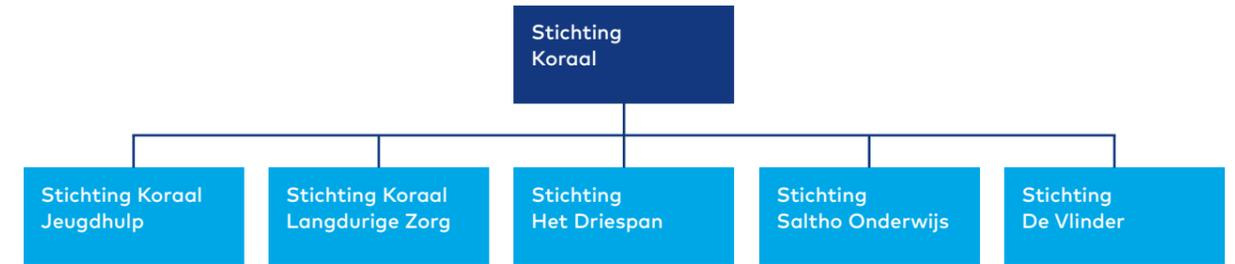 Stichting
Koraal
Stichting Koraal
Jeugdhulp
Stichting Koraal
Langdurige Zorg
Stichting
Het Driespan
Stichting
Saltho Onderwijs
Stichting
De Vlinder